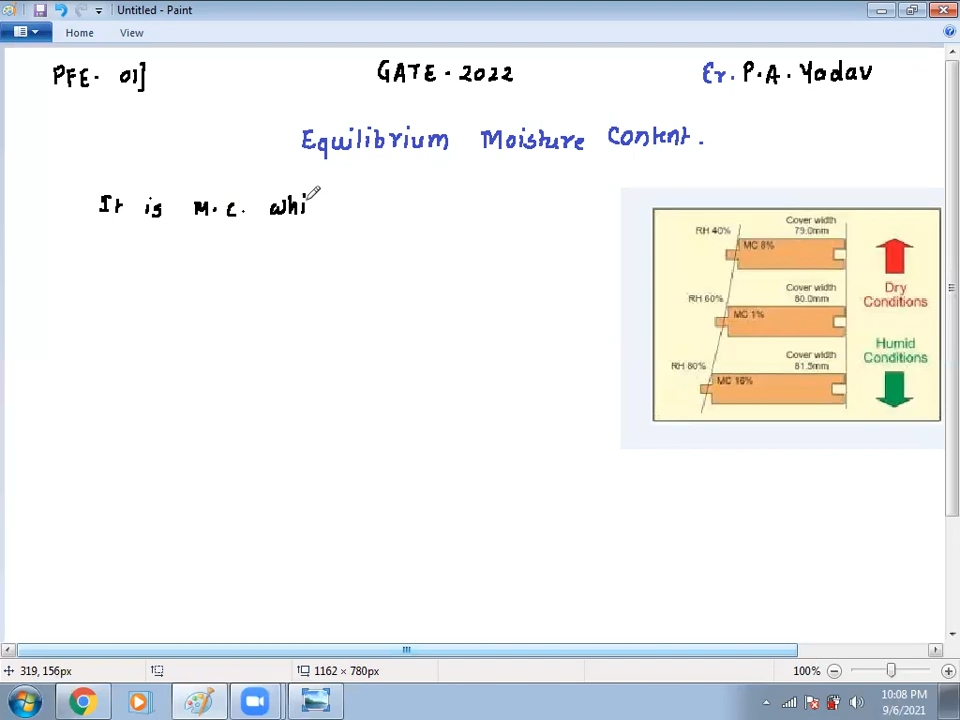 Untitled - Paint
Home View
PFE. 01] GATE - 2022 Er. P.A. Yadav
Equilibrium Moisture Content.
It is M.C. whi
Cover width
79.0mm
RH 40%
MC 8%
Dry
Conditions
Cover width
80.0mm
RH 60%
MC 1%
Humid
Conditions
Cover width
81.5mm
RH 80%
MC 16%
319, 156px
1162 × 780px
100%
10:08 PM
9/6/2021